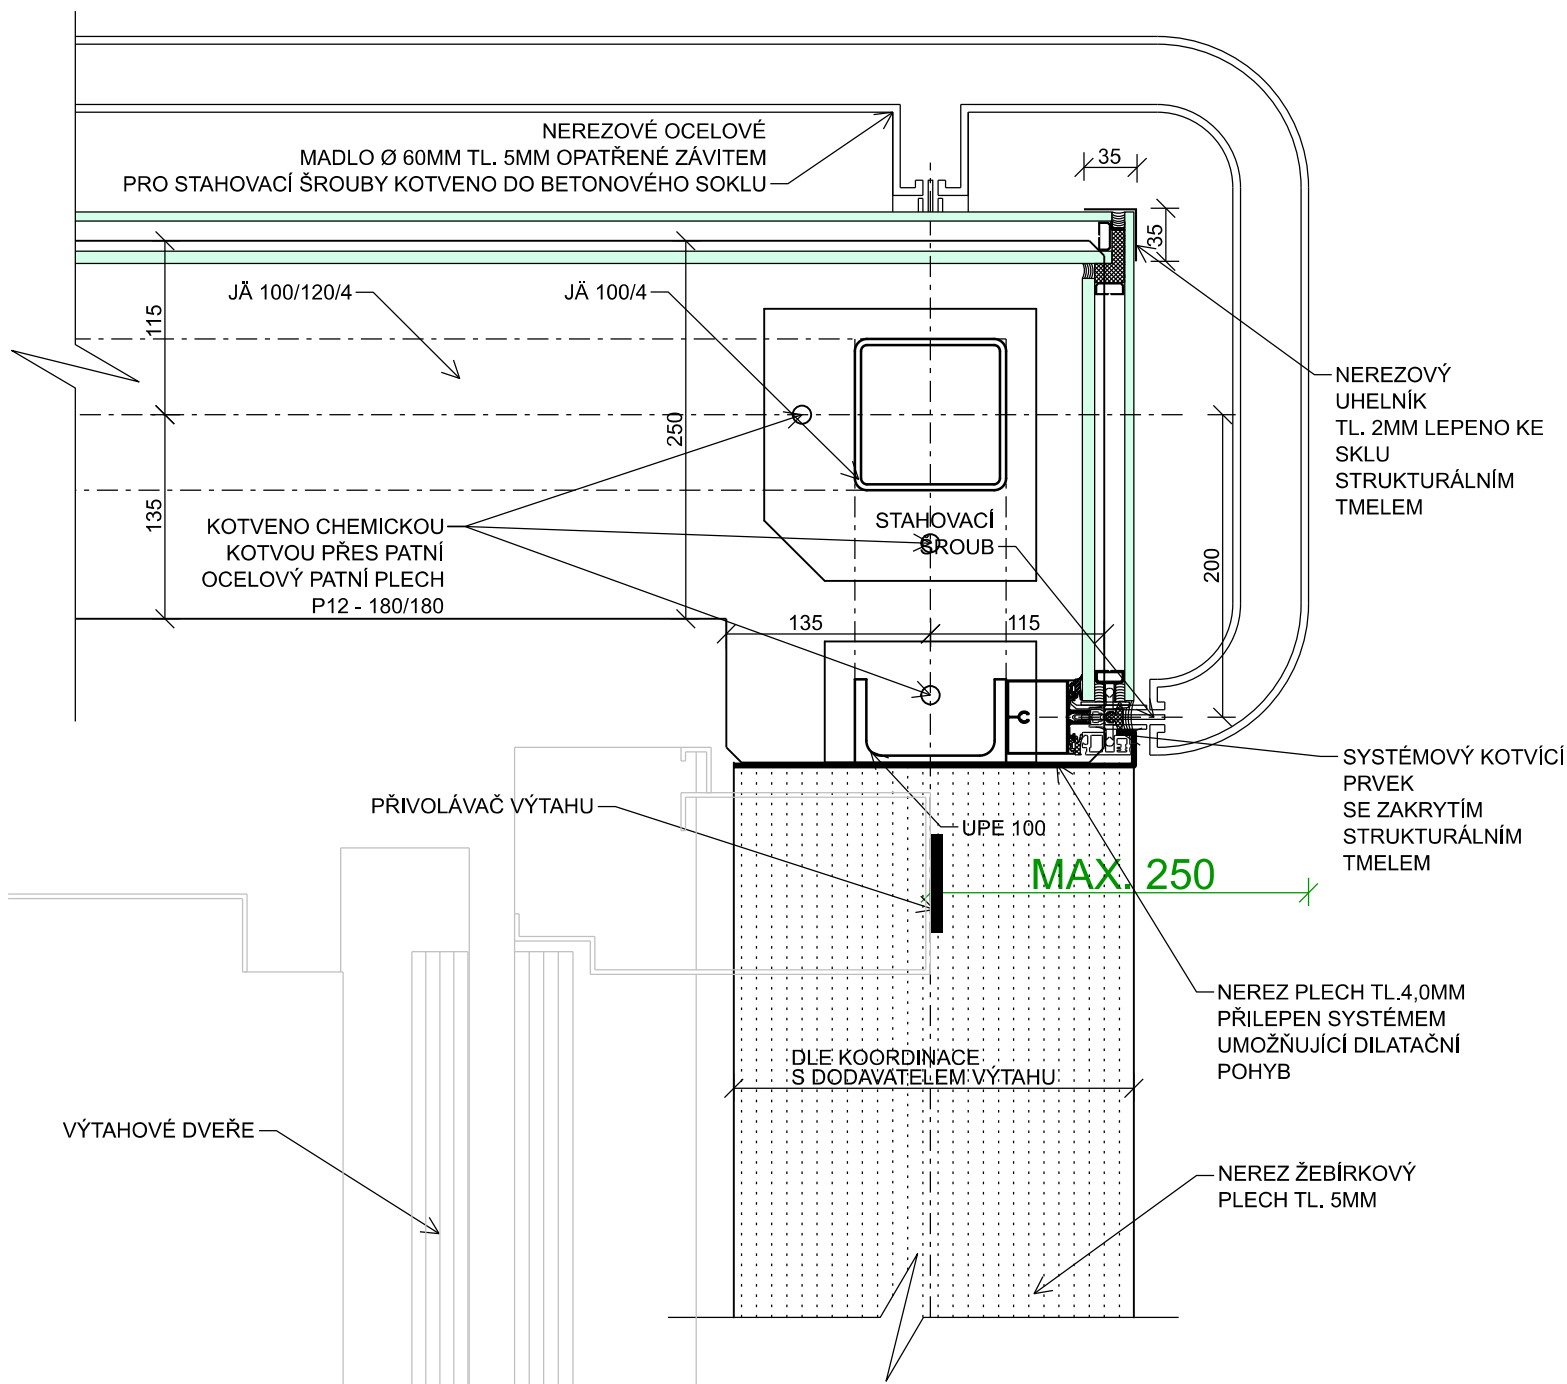 NEREZOVÉ OCELOVÉ
MADLO Ø 60MM TL. 5MM OPATŘENÉ ZÁVITEM
PRO STAHOVACÍ ŠROUBY KOTVENO DO BETONOVÉHO SOKLU
35
35
JÄ 100/120/4
JÄ 100/4
115
250
135
NEREZOVÝ
UHELNÍK
TL. 2MM LEPENO KE
SKLU
STRUKTURÁLNÍM
TMELEM
KOTVENO CHEMICKOU
KOTVOU PŘES PATNÍ
OCELOVÝ PATNÍ PLECH
P12 - 180/180
STAHOVACÍ
ŠROUB
200
135
115
SYSTÉMOVÝ KOTVÍCÍ
PRVEK
SE ZAKRYTÍM
STRUKTURÁLNÍM
TMELEM
PŘIVOLÁVAČ VÝTAHU
UPE 100
MAX. 250
NEREZ PLECH TL.4,0MM
PŘILEPEN SYSTÉMEM
UMOŽŇUJÍCÍ DILATAČNÍ
POHYB
DLE KOORDINACE
S DODAVATELEM VÝTAHU
VÝTAHOVÉ DVEŘE
NEREZ ŽEBÍRKOVÝ
PLECH TL. 5MM